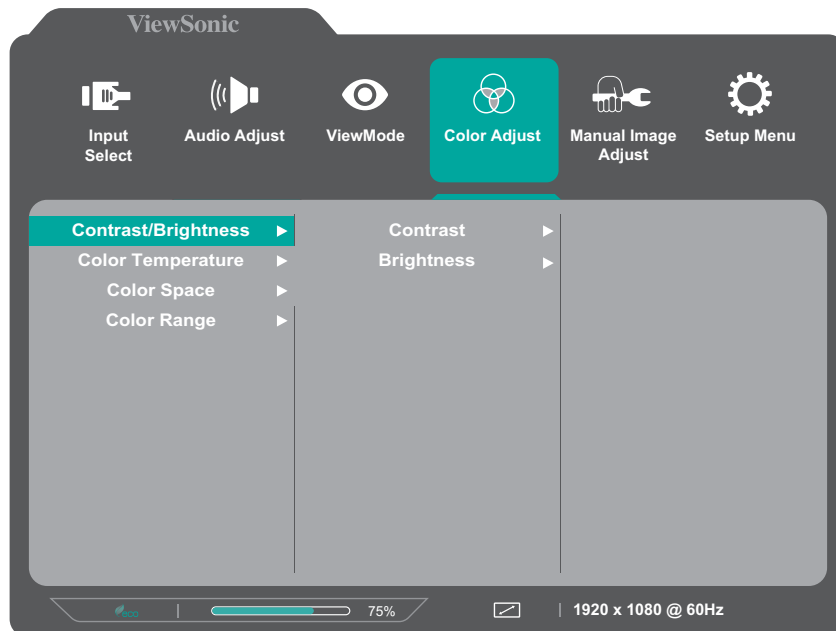 ViewSonic
Input
Select
Audio Adjust
ViewMode
Color Adjust
Manual Image
Adjust
Setup Menu
Contrast/Brightness
Contrast
Color Temperature
Brightness
Color Space
Color Range
eco
75%
1920 x 1080 @ 60Hz